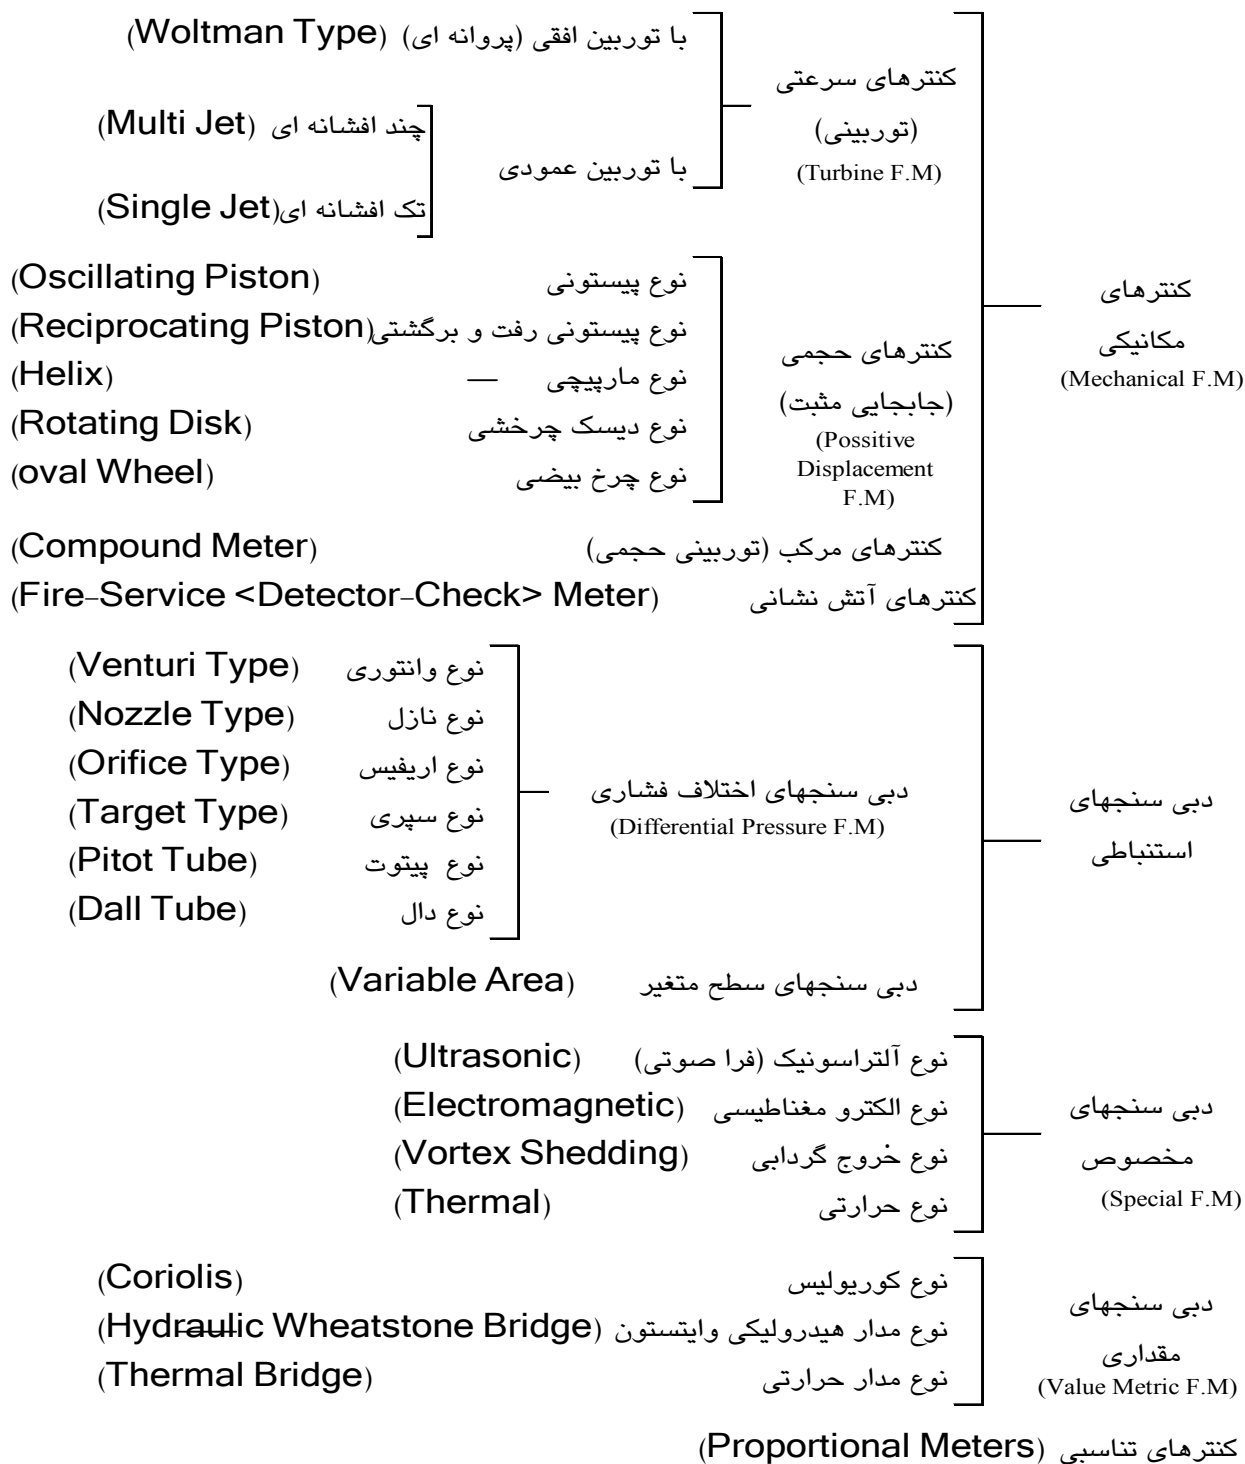 با توربین افقی (پروانه ای) (Woltman Type)
کنترهای سرعتی
(توربینی)
(Turbine F.M)
چند افشانه ای (Multi Jet)
با توربین عمودی
تک افشانه ای(Single Jet)
کنترهای
مکانیکی
(Mechanical F.M)
نوع پیستونی (Oscillating Piston)
نوع پیستونی رفت و برگشتی(Reciprocating Piston)
نوع مارپیچی — (Helix)
نوع دیسک چرخشی (Rotating Disk)
نوع چرخ بیضی (oval Wheel)
کنترهای حجمی
(جابجایی مثبت)
(Possitive
Displacement
F.M)
کنترهای مرکب (توربینی حجمی) (Compound Meter)
کنترهای آتش نشانی (Fire-Service <Detector-Check> Meter)
نوع وانتوری (Venturi Type)
نوع نازل (Nozzle Type)
نوع اریفیس (Orifice Type)
نوع سپری (Target Type)
نوع پیتوت (Pitot Tube)
نوع دال (Dall Tube)
دبی سنجهای اختلاف فشاری
(Differential Pressure F.M)
دبی سنجهای
استنباطی
دبی سنجهای سطح متغیر (Variable Area)
نوع آلتراسونیک (فرا صوتی) (Ultrasonic)
نوع الکترو مغناطیسی (Electromagnetic)
نوع خْروج گردابی (Vortex Shedding)
نوع حرارتی (Thermal)
دبی سنجهای
مخصوص
(Special F.M)
نوع کوریولیس (Coriolis)
نوع مدار هیدرولیکی وایتستون (Hydraulic Wheatstone Bridge)
نوع مدار حرارتی (Thermal Bridge)
دبی سنجهای
مقداری
(Value Metric F.M)
کنترهای تناسبی (Proportional Meters)